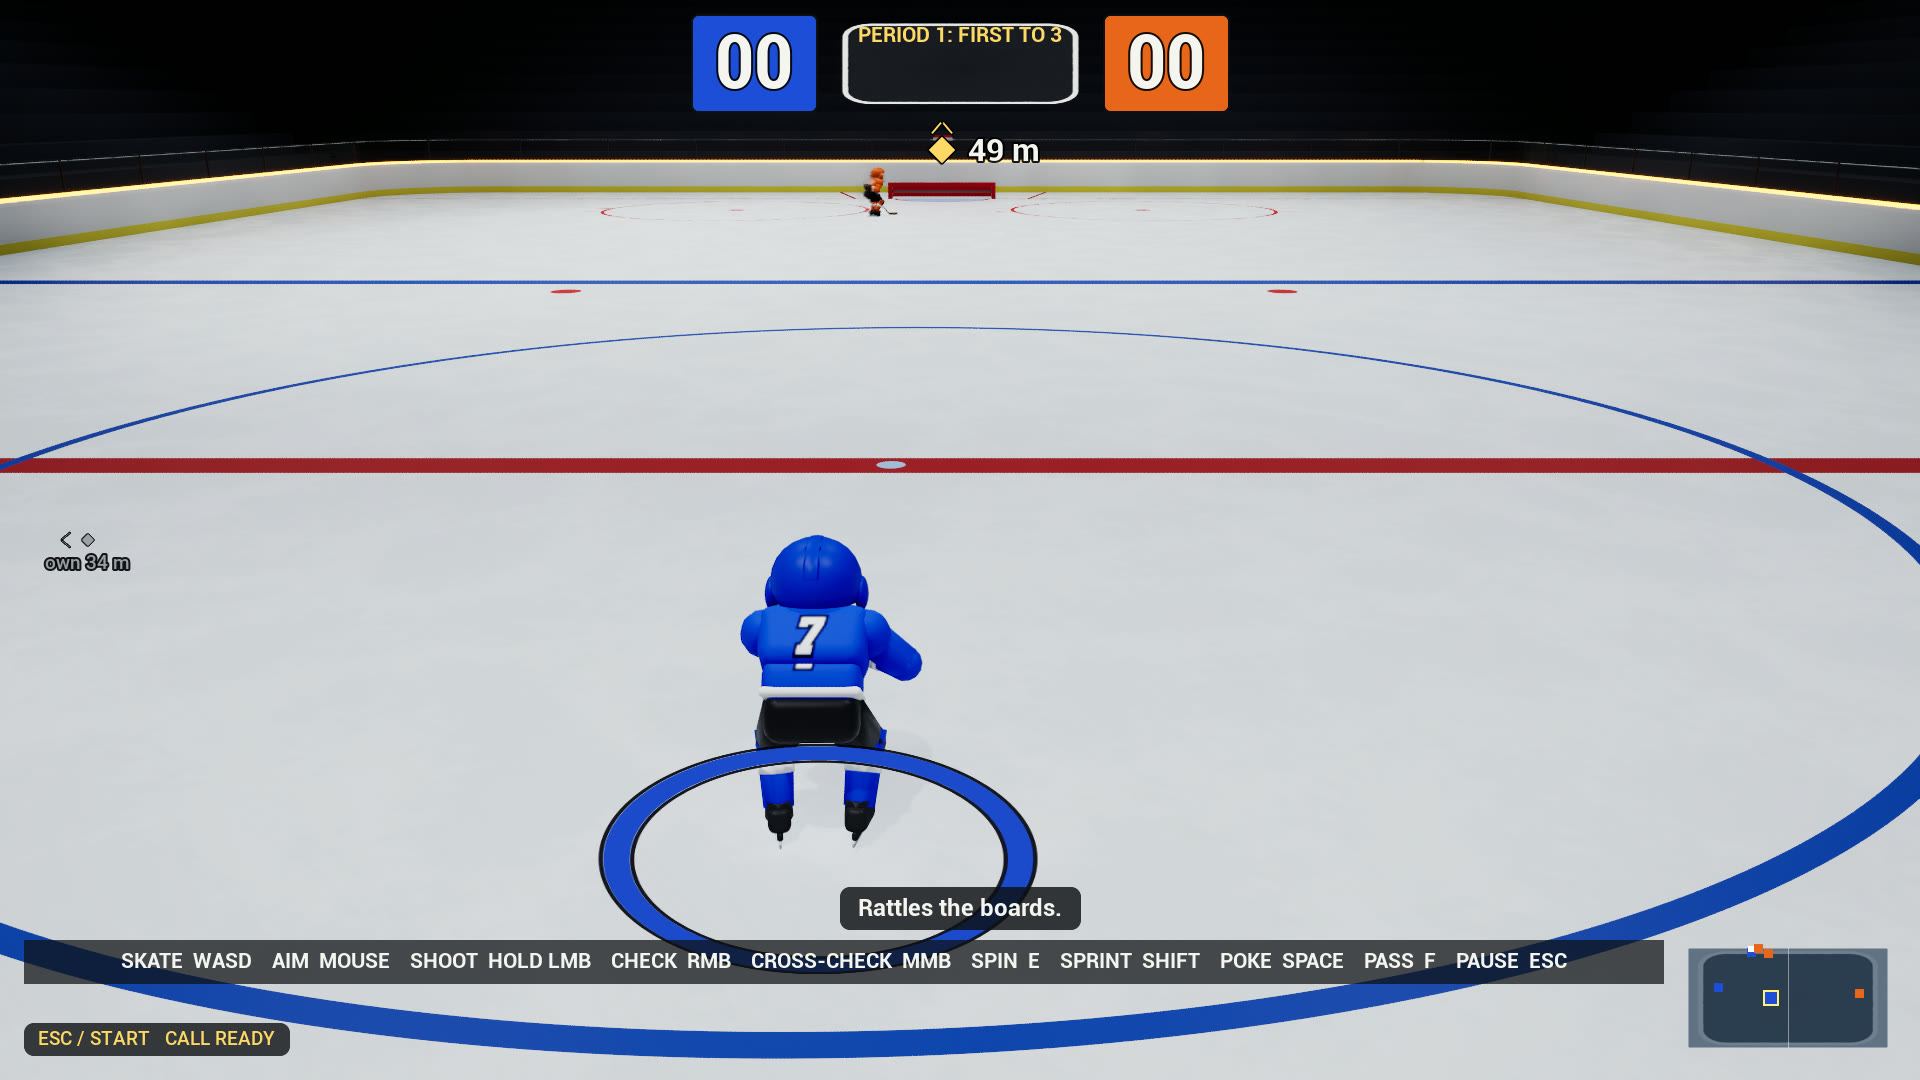 00
PERIOD 1: FIRST TO 3
00
49 m
own 34 m
7
Rattles the boards.
SKATE WASD AIM MOUSE SHOOT HOLD LMB CHECK RMB CROSS-CHECK MMB SPIN E SPRINT SHIFT POKE SPACE PASS F PAUSE ESC
ESC / START CALL READY